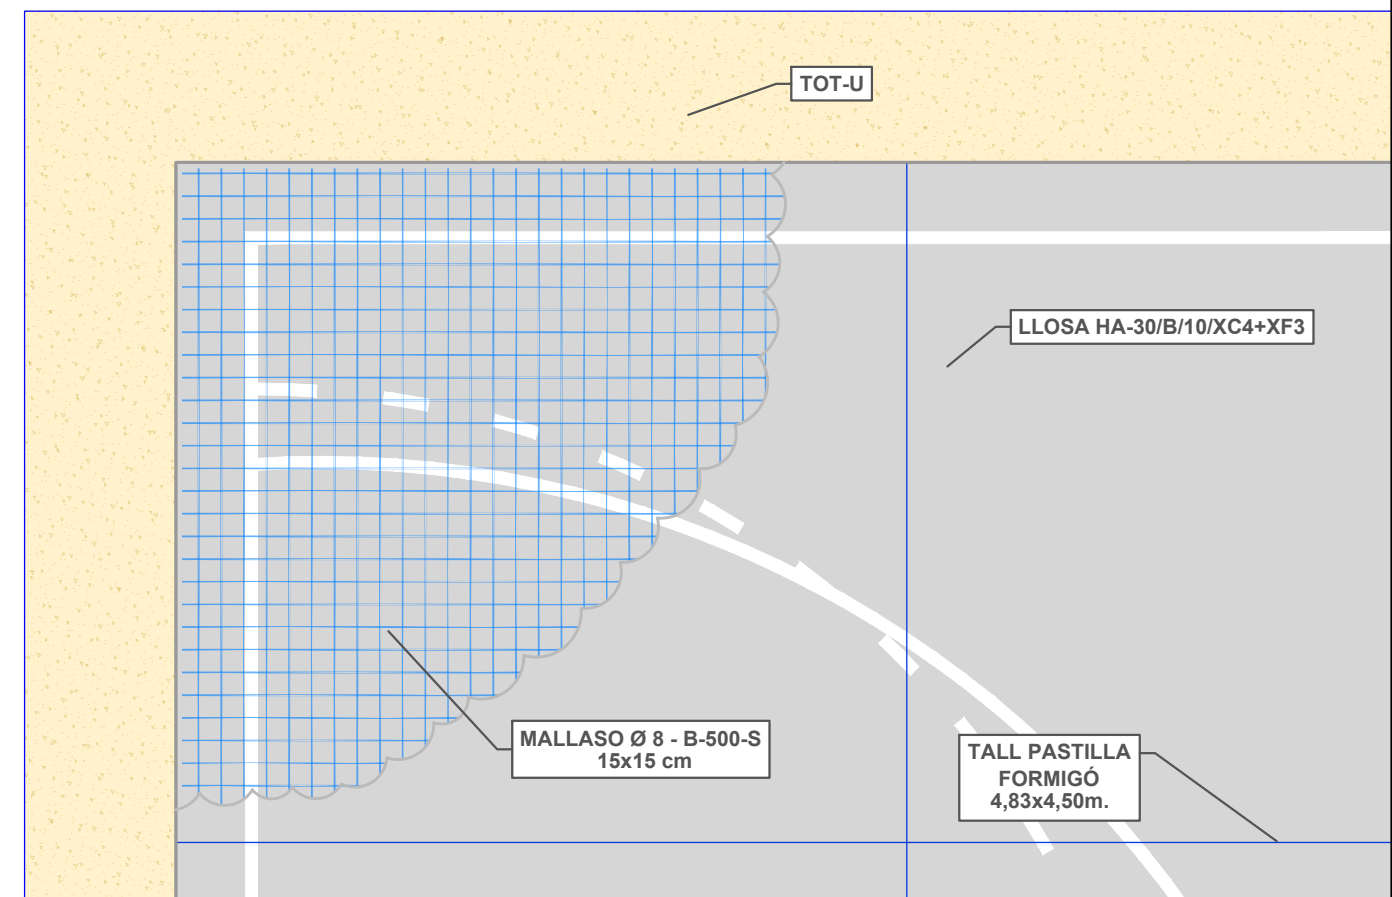 TOT-U
LLOSA HA-30/B/10/XC4+XF3
MALLASO Ø 8 - B-500-S
15x15 cm
TALL PASTILLA
FORMIGÓ
4,83x4,50m.